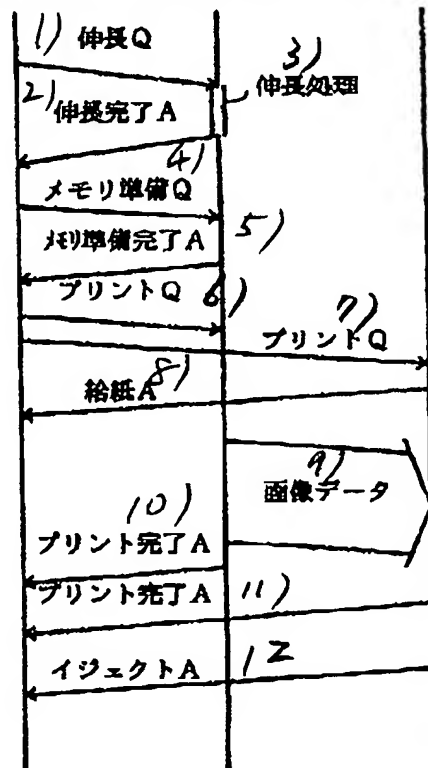 1) 伸長Q
3)
伸長処理
2) 伸長完了A
4)
メモリ準備Q
5)
メモリ準備完了A
プリントQ 6)
7)
プリントQ
8)
給紙A
9)
画像データ
10)
プリント完了A
プリント完了A 11)
イジェクトA 12